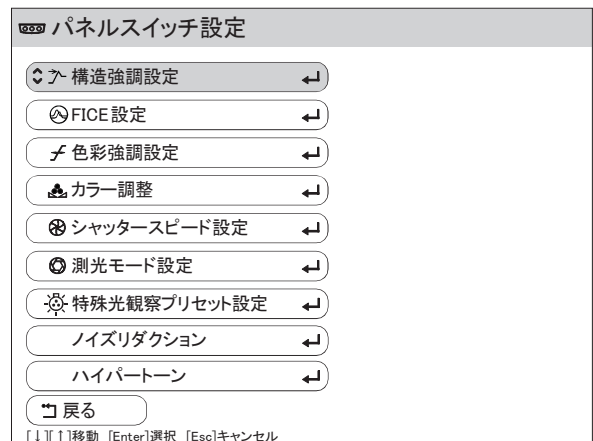 パネルスイッチ設定
構造強調設定
FICE設定
色彩強調設定
カラー調整
シャッタースピード設定
測光モード設定
特殊光観察プリセット設定
ノイズリダクション
ハイパートーン
戻る
[↓][↑]移動 [Enter]選択 [Esc]キャンセル